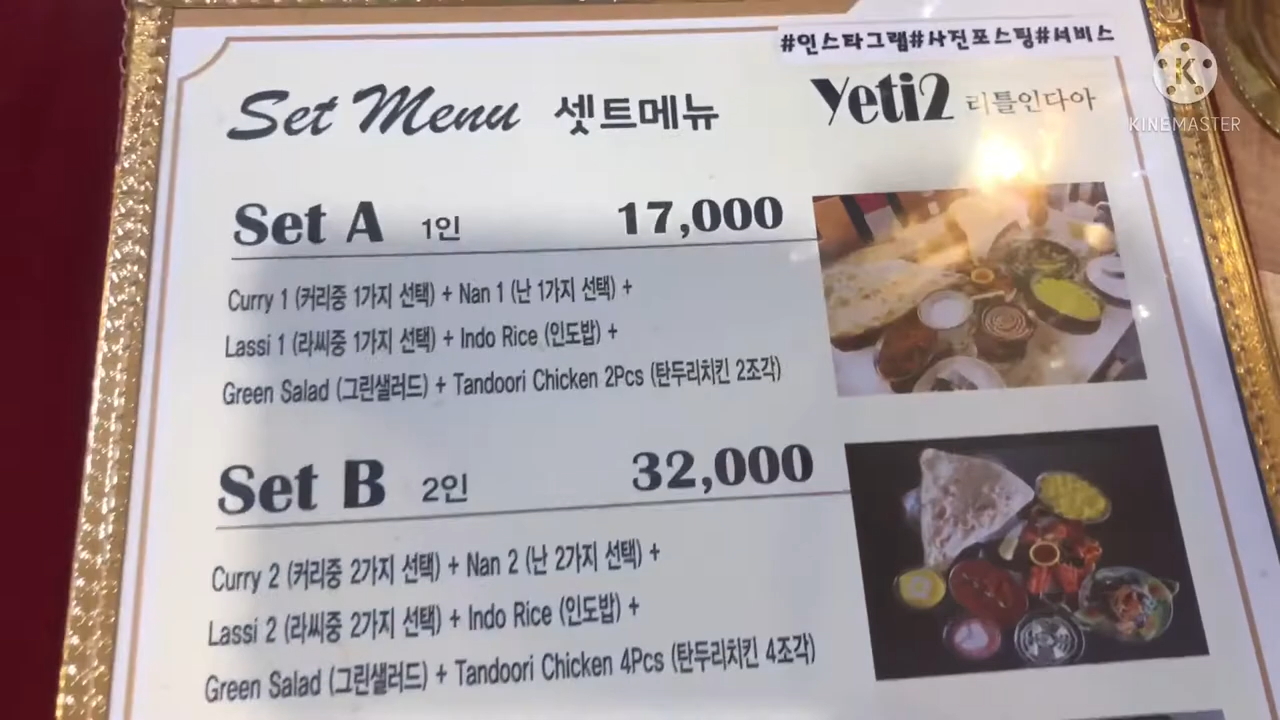 #인스타그램#사진포스팅#서비스
KINEMASTER
Set Menu 셋트메뉴
Yeti2 리틀인디아
Set A 1인 17,000
Curry 1 (커리중 1가지 선택) + Nan 1 (난 1가지 선택) +
Lassi 1 (라씨중 1가지 선택) + Indo Rice (인도밥) +
Green Salad (그린샐러드) + Tandoori Chicken 2Pcs (탄두리치킨 2조각)
Set B 2인 32,000
Curry 2 (커리중 2가지 선택) + Nan 2 (난 2가지 선택) +
Lassi 2 (라씨중 2가지 선택) + Indo Rice (인도밥) +
Green Salad (그린샐러드) + Tandoori Chicken 4Pcs (탄두리치킨 4조각)